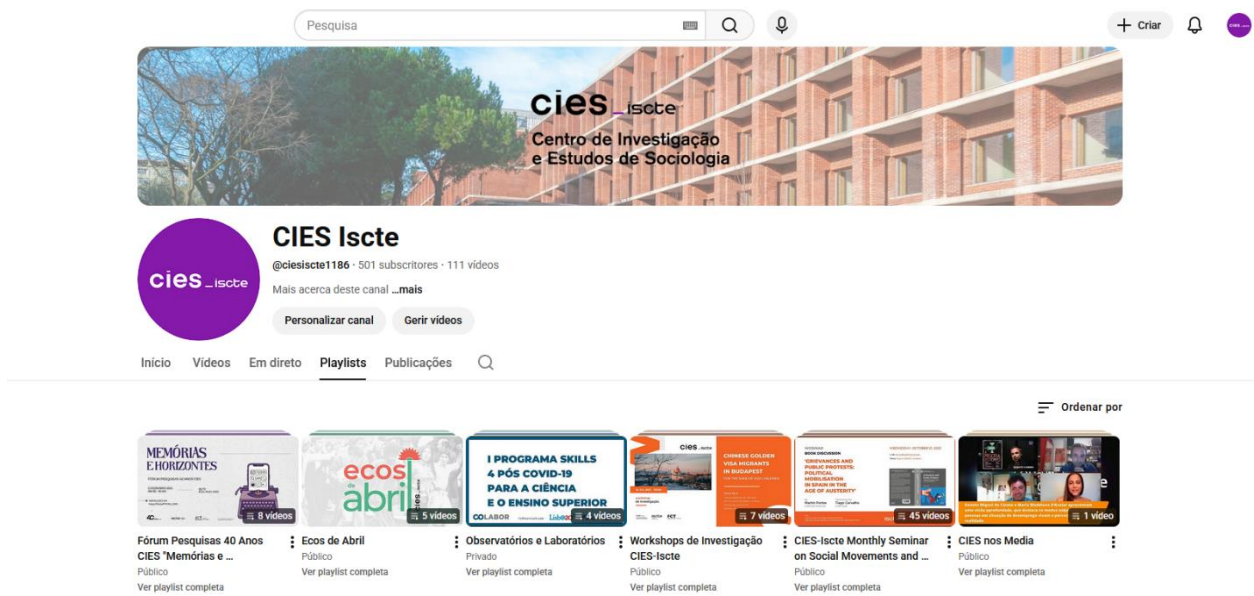 Pesquisa
+ Criar
cies_iscte
Centro de Investigação
e Estudos de Sociologia
cies_iscte
CIES Iscte
@ciesiscte1186 · 501 subscritores · 111 vídeos
Mais acerca deste canal ...mais
Personalizar canal
Gerir vídeos
Início
Vídeos
Em direto
Playlists
Publicações
Ordenar por
MEMÓRIAS
E HORIZONTES
8 vídeos
Fórum Pesquisas 40 Anos
CIES "Memórias e ...
Público
Ver playlist completa
ecos
de
abril
5 vídeos
Ecos de Abril
Público
Ver playlist completa
I PROGRAMA SKILLS
4 PÓS COVID-19
PARA A CIÊNCIA
E O ENSINO SUPERIOR
COLABOR
4 vídeos
Observatórios e Laboratórios
Privado
Ver playlist completa
cies_iscte
CHINESE GOLDEN
VISA MIGRANTS
IN BUDAPEST
7 vídeos
Workshops de Investigação
CIES-Iscte
Público
Ver playlist completa
BOOK DISCUSSION
"GRIEVANCES AND
PUBLIC PROTESTS:
POLITICAL
MOBILISATION
IN SPAIN IN THE
AGE OF AUSTERITY"
45 vídeos
CIES-Iscte Monthly Seminar
on Social Movements and ...
Público
Ver playlist completa
1 vídeo
CIES nos Media
Público
Ver playlist completa